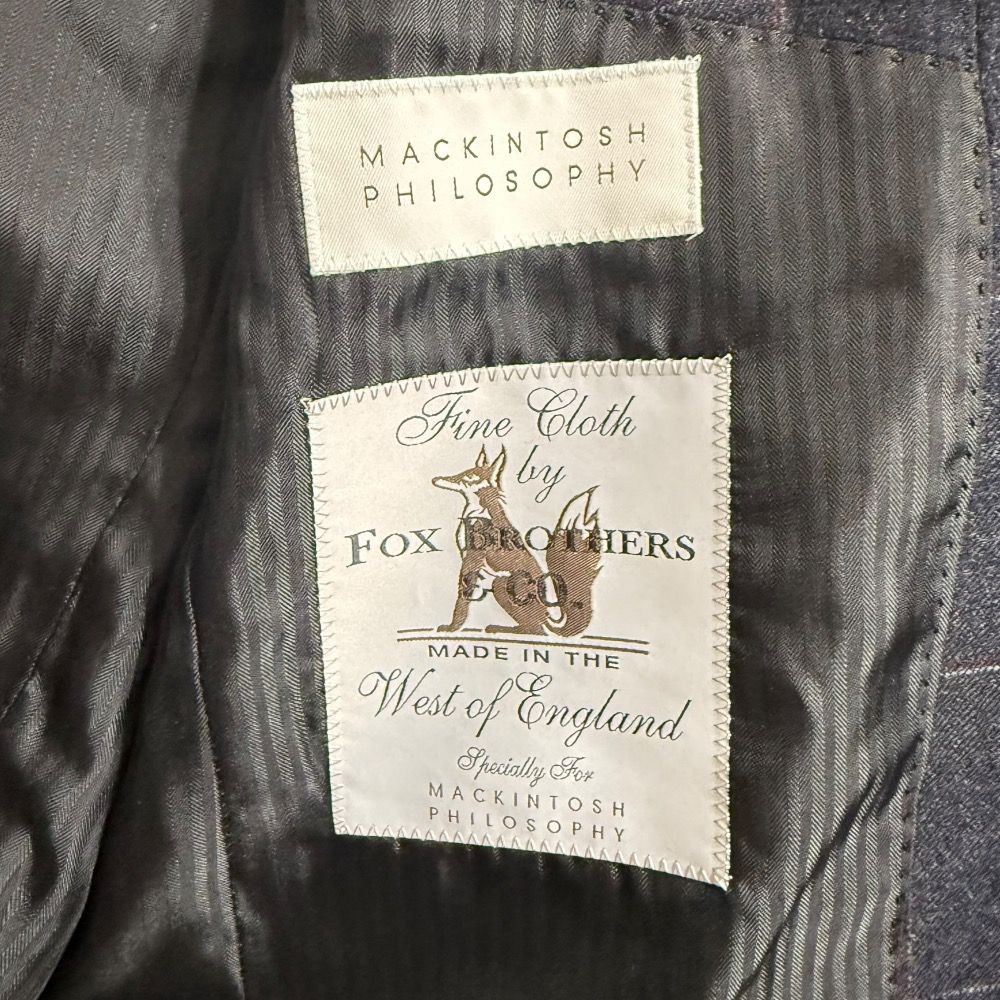 MACKINTOSH
PHILOSOPHY
Fine Cloth
by
FOX BROTHERS
& CO.
MADE IN THE
West of England
Specially For
MACKINTOSH
PHILOSOPHY